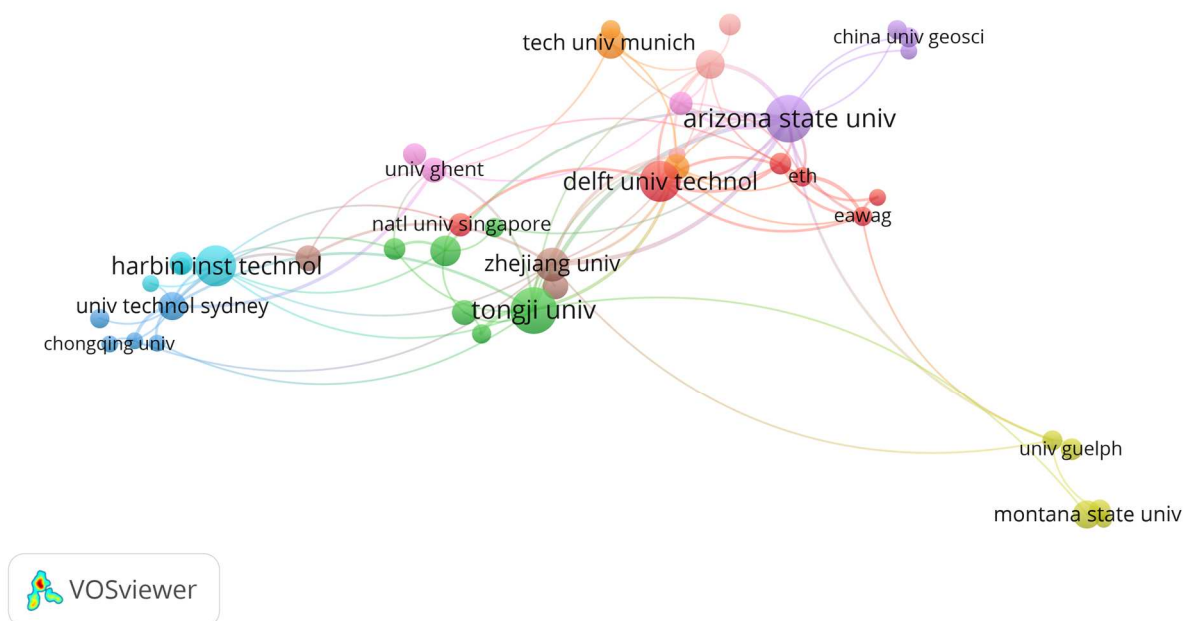 china univ geosci
tech univ munich
arizona state univ
univ ghent
eth
delft univ technol
eawag
natl univ singapore
harbin inst technol
zhejiang univ
univ technol sydney
tongji univ
chongqing univ
univ guelph
montana state univ
VOSviewer